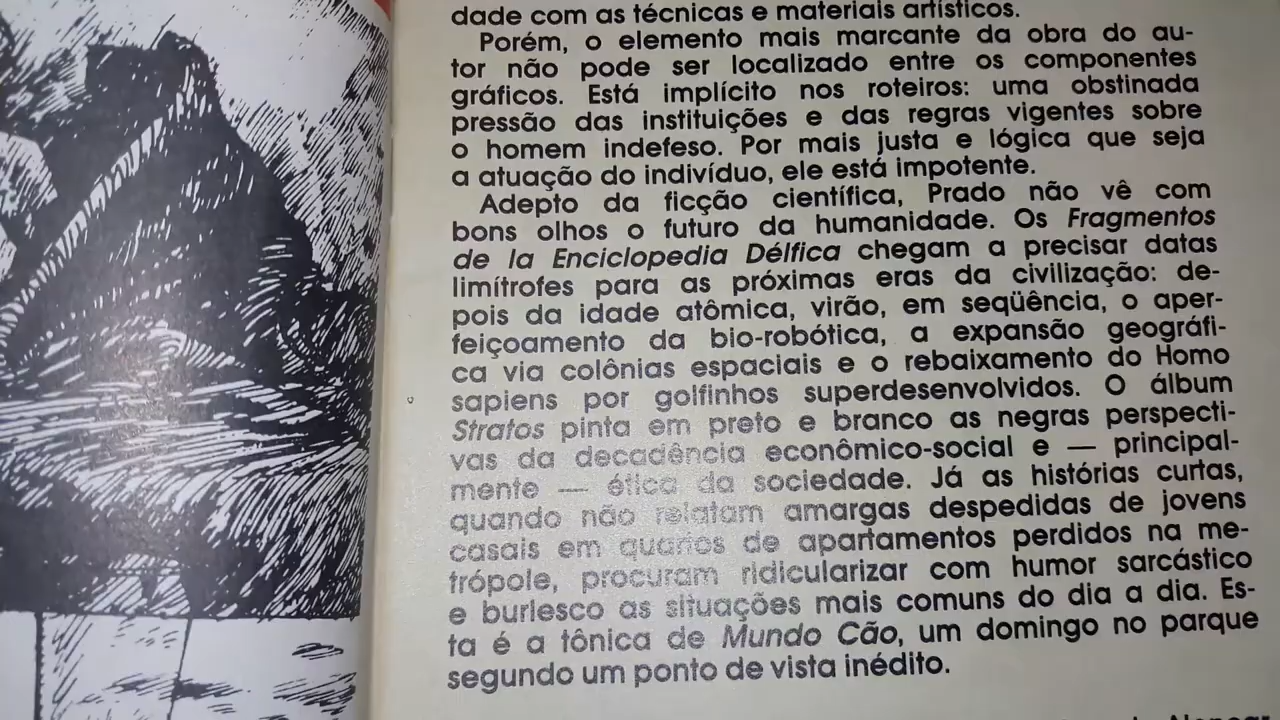 dade com as técnicas e materiais artísticos.
Porém, o elemento mais marcante da obra do au-
tor não pode ser localizado entre os componentes
gráficos. Está implícito nos roteiros: uma obstinada
pressão das instituições e das regras vigentes sobre
o homem indefeso. Por mais justa e lógica que seja
a atuação do indivíduo, ele está impotente.
Adepto da ficção científica, Prado não vê com
bons olhos o futuro da humanidade. Os Fragmentos
de la Enciclopedia Délfica chegam a precisar datas
limítrofes para as próximas eras da civilização: de-
pois da idade atômica, virão, em seqüência, o aper-
feiçoamento da bio-robótica, a expansão geográfi-
ca via colônias espaciais e o rebaixamento do Homo
sapiens por golfinhos superdesenvolvidos. O álbum
Stratos pinta em preto e branco as negras perspecti-
vas da decadência econômico-social e — principal-
mente — ética da sociedade. Já as histórias curtas,
quando não relatam amargas despedidas de jovens
casais em quartos de apartamentos perdidos na me-
trópole, procuram ridicularizar com humor sarcástico
e burlesco as situações mais comuns do dia a dia. Es-
ta é a tônica de Mundo Cão, um domingo no parque
segundo um ponto de vista inédito.